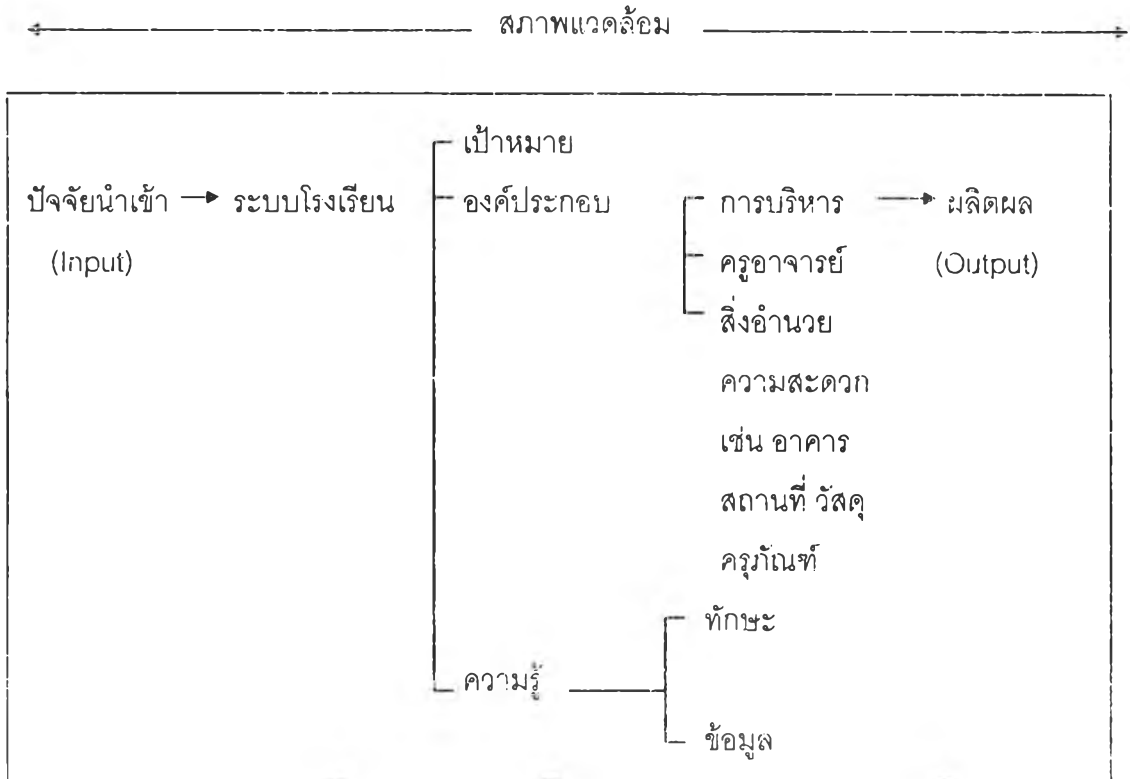 สภาพแวดล้อม
เป้าหมาย
ปัจจัยนำเข้า ระบบโรงเรียน องค์ประกอบ การบริหาร ผลิตผล
(Input) ครูอาจารย์ (Output)
สิ่งอำนวย
ความสะดวก
เช่น อาคาร
สถานที่ วัสดุ
ครุภัณฑ์
ทักษะ
ความรู้
ข้อมูล